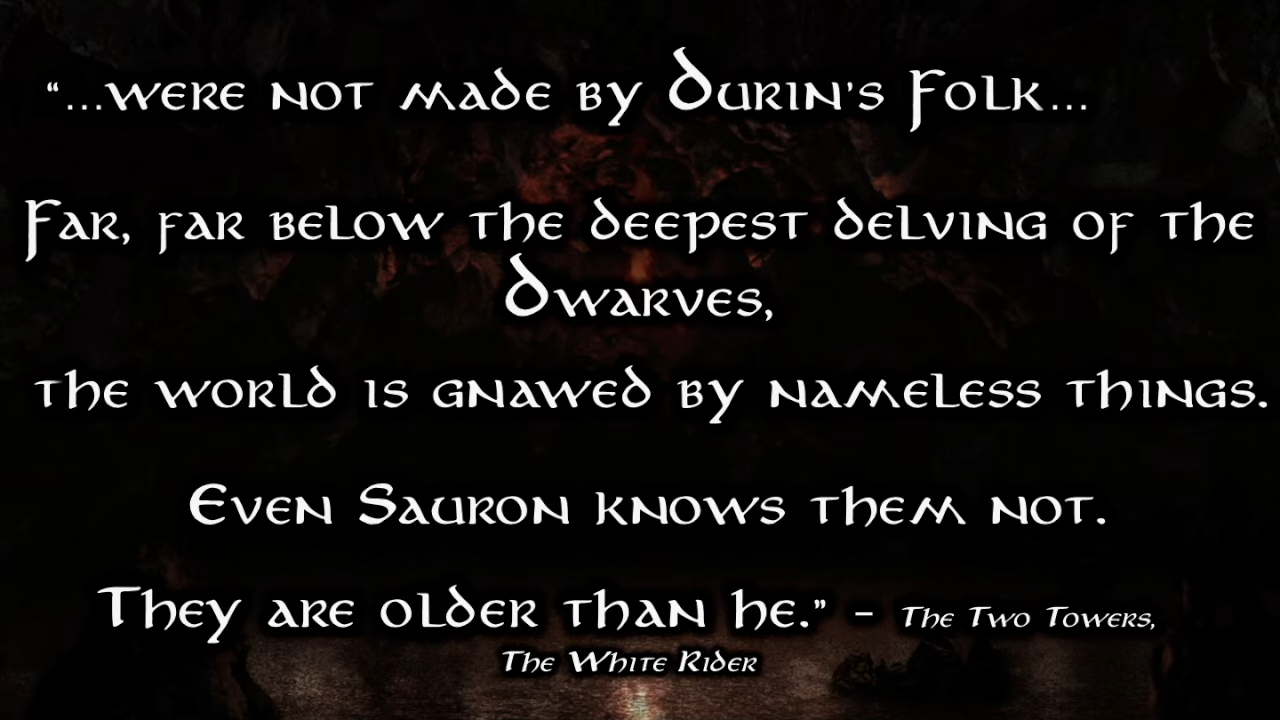 “...were not made by Durin's Folk...
Far, far below the deepest delving of the
Dwarves,
the world is gnawed by nameless things.
Even Sauron knows them not.
They are older than he.” - The Two Towers,
The White Rider